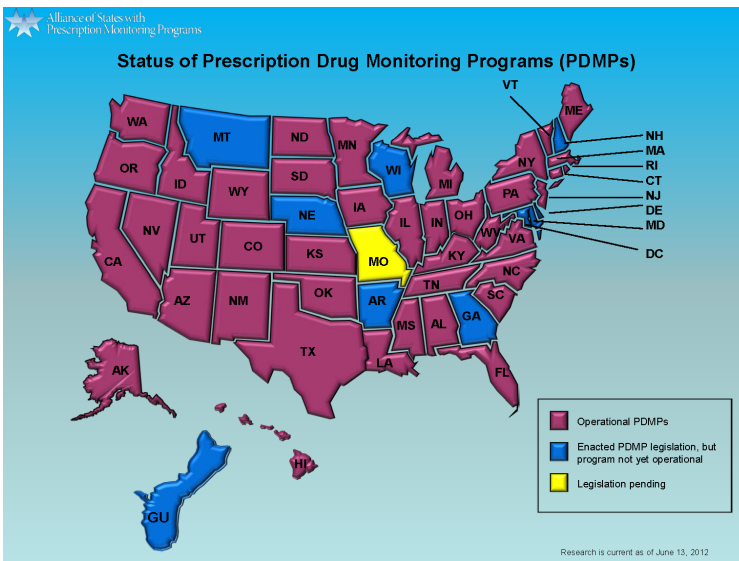 Alliance of States with
Prescription Monitoring Programs
Status of Prescription Drug Monitoring Programs (PDMPs)
VT
ME
WA
MT
ND
MN
NH
MA
RI
CT
NJ
DE
MD
DC
OR
ID
WY
SD
WI
MI
NY
PA
NV
UT
CO
NE
IA
IL
IN
OH
WV
VA
CA
KS
MO
KY
NC
AZ
NM
OK
AR
TN
SC
TX
LA
MS
AL
GA
FL
AK
HI
GU
Operational PDMPs
Enacted PDMP legislation, but
program not yet operational
Legislation pending
Research is current as of June 13, 2012